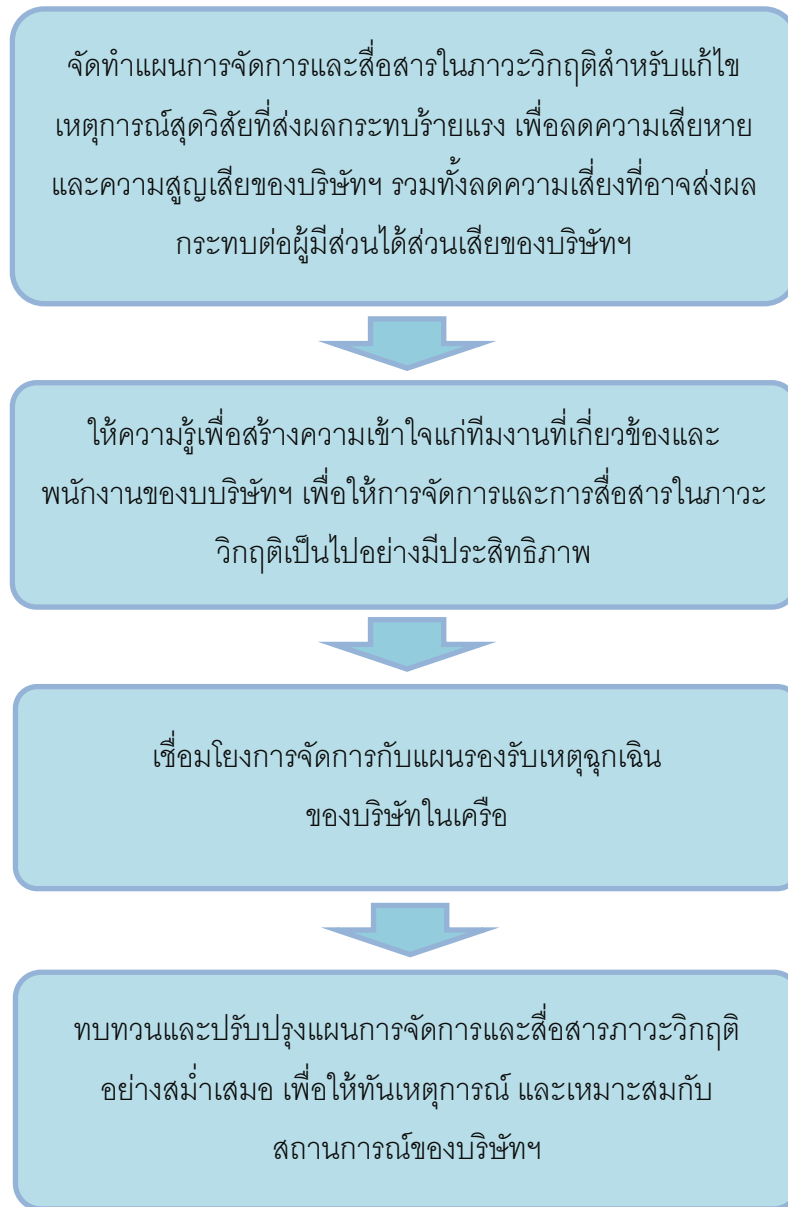 จัดทำแผนการจัดการและสื่อสารในภาวะวิกฤติสำหรับแก้ไข
เหตุการณ์สุดวิสัยที่ส่งผลกระทบร้ายแรง เพื่อลดความเสียหาย
และความสูญเสียของบริษัทฯ รวมทั้งลดความเสี่ยงที่อาจส่งผล
กระทบต่อผู้มีส่วนได้ส่วนเสียของบริษัทฯ
ให้ความรู้เพื่อสร้างความเข้าใจแก่ทีมงานที่เกี่ยวข้องและ
พนักงานของบบริษัทฯ เพื่อให้การจัดการและการสื่อสารในภาวะ
วิกฤติเป็นไปอย่างมีประสิทธิภาพ
เชื่อมโยงการจัดการกับแผนรองรับเหตุฉุกเฉิน
ของบริษัทในเครือ
ทบทวนและปรับปรุงแผนการจัดการและสื่อสารภาวะวิกฤติ
อย่างสม่ำเสมอ เพื่อให้ทันเหตุการณ์ และเหมาะสมกับ
สถานการณ์ของบริษัทฯ